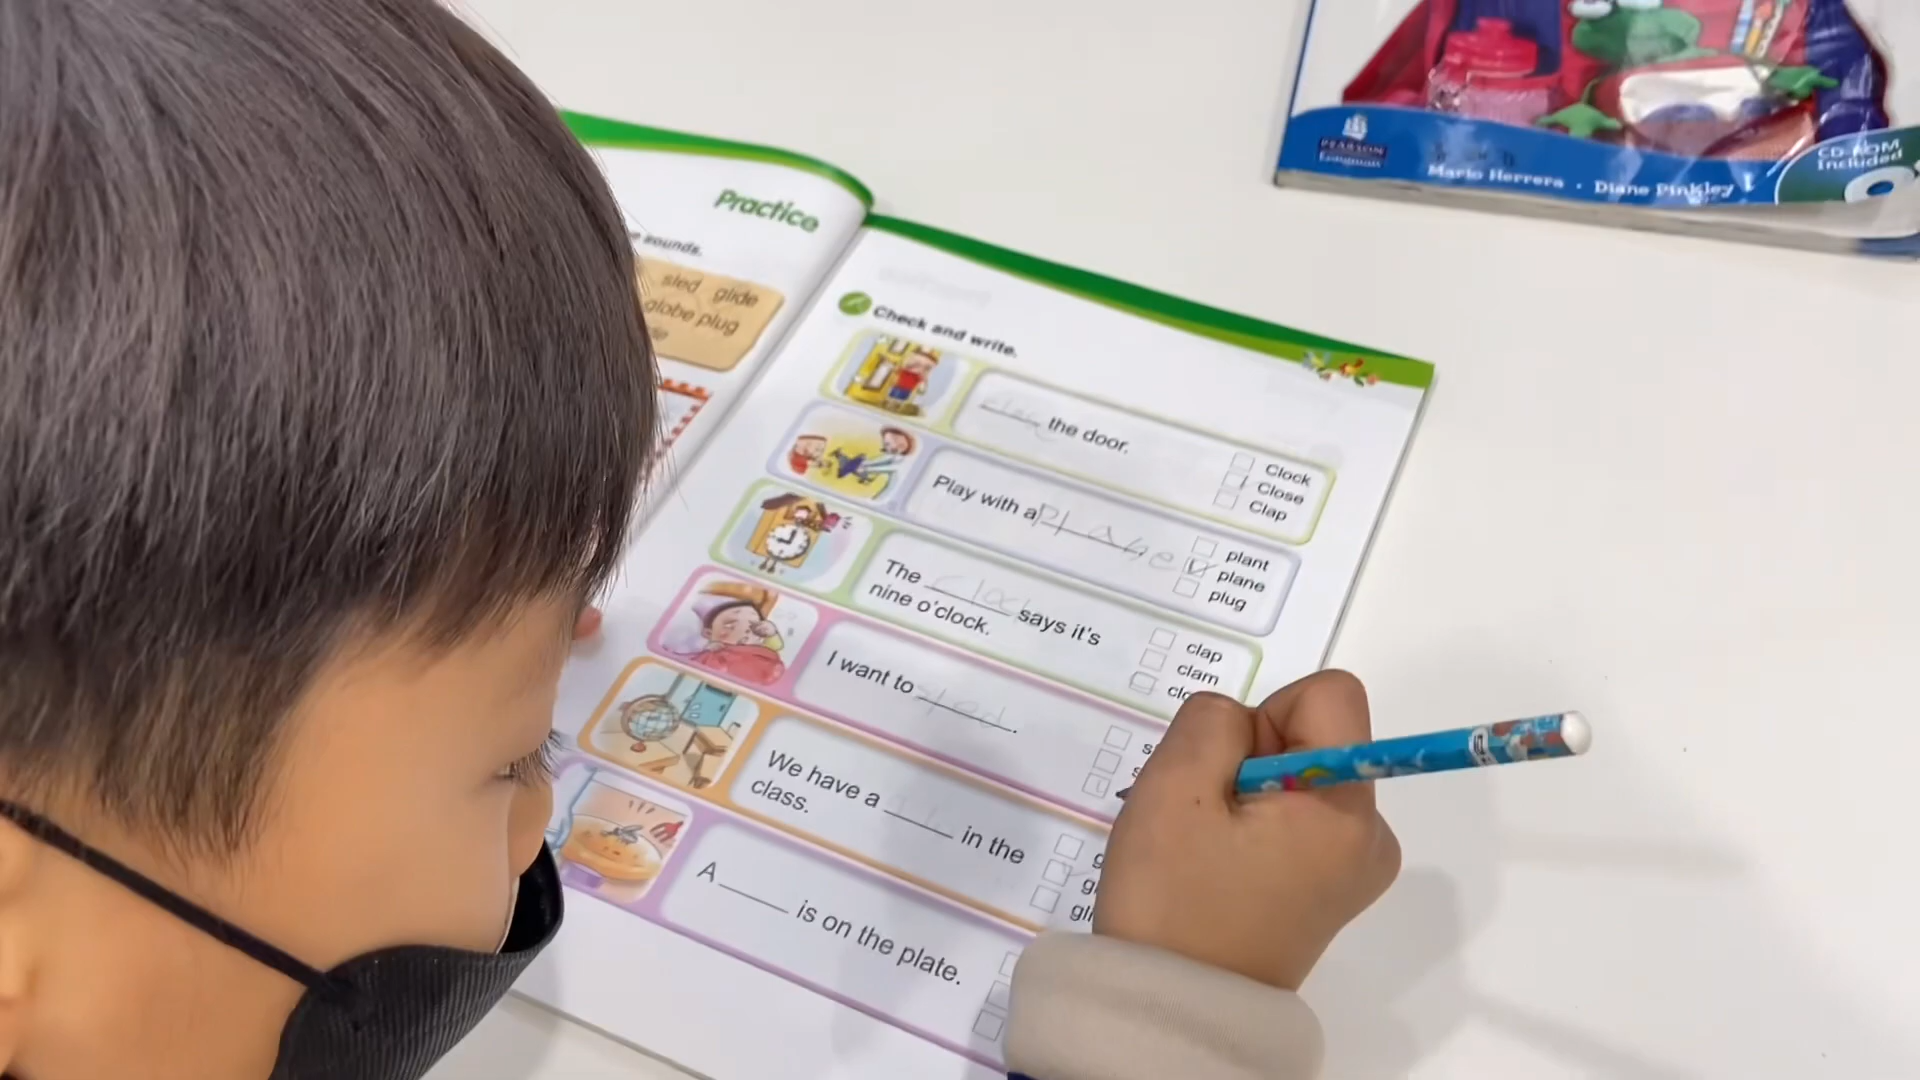 Practice
sounds.
sled glide
globe plug
Check and write.
the door.
Clock
Close
Clap
Play with a
plant
plane
plug
The says it's
nine o'clock.
clap
clam
I want to .
We have a in the
class.
A is on the plate.
PEARSON
Longman
Mario Herrera · Diane Pinkley
CD-ROM
Included